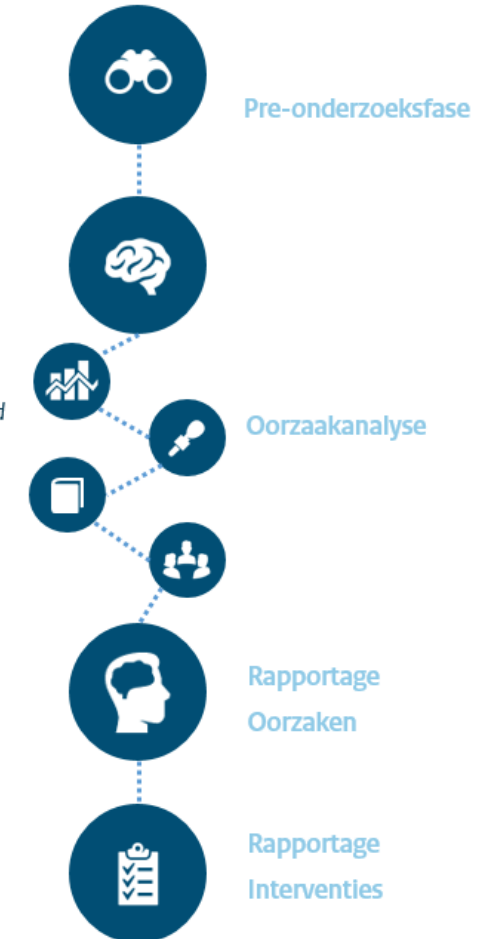 Pre-onderzoeksfase
Oorzaakanalyse
Rapportage
Oorzaken
Rapportage
Interventies